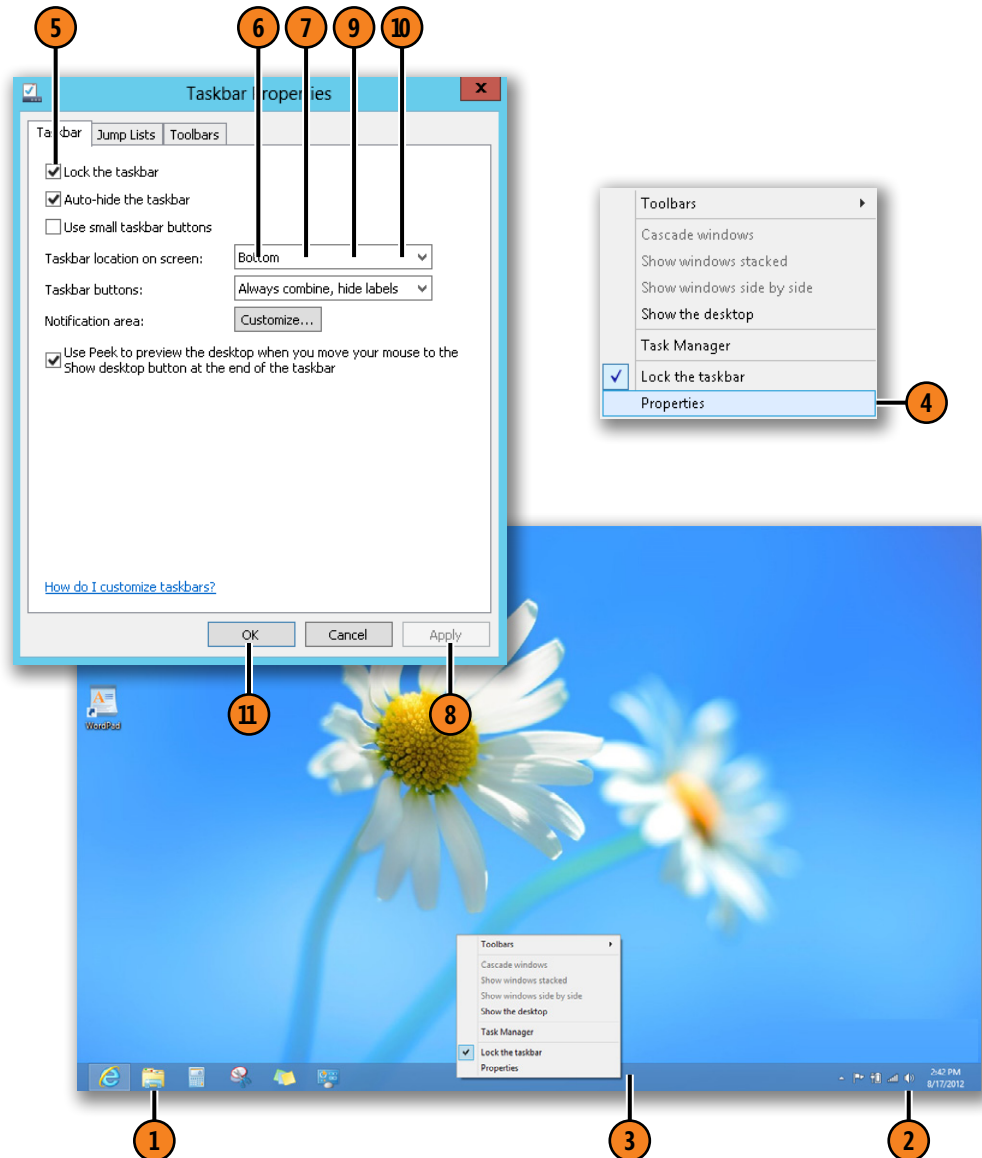 5
6
7
9
10
Taskbar Properties
x
Taskbar
Jump Lists
Toolbars
Lock the taskbar
Auto-hide the taskbar
Use small taskbar buttons
Taskbar location on screen:
Bottom
Taskbar buttons:
Always combine, hide labels
Notification area:
Customize...
Use Peek to preview the desktop when you move your mouse to the
Show desktop button at the end of the taskbar
How do I customize taskbars?
OK
Cancel
Apply
11
8
Toolbars
Cascade windows
Show windows stacked
Show windows side by side
Show the desktop
Task Manager
Lock the taskbar
Properties
4
WordPad
Toolbars
Cascade windows
Show windows stacked
Show windows side by side
Show the desktop
Task Manager
Lock the taskbar
Properties
2:42 PM
8/17/2012
1
3
2